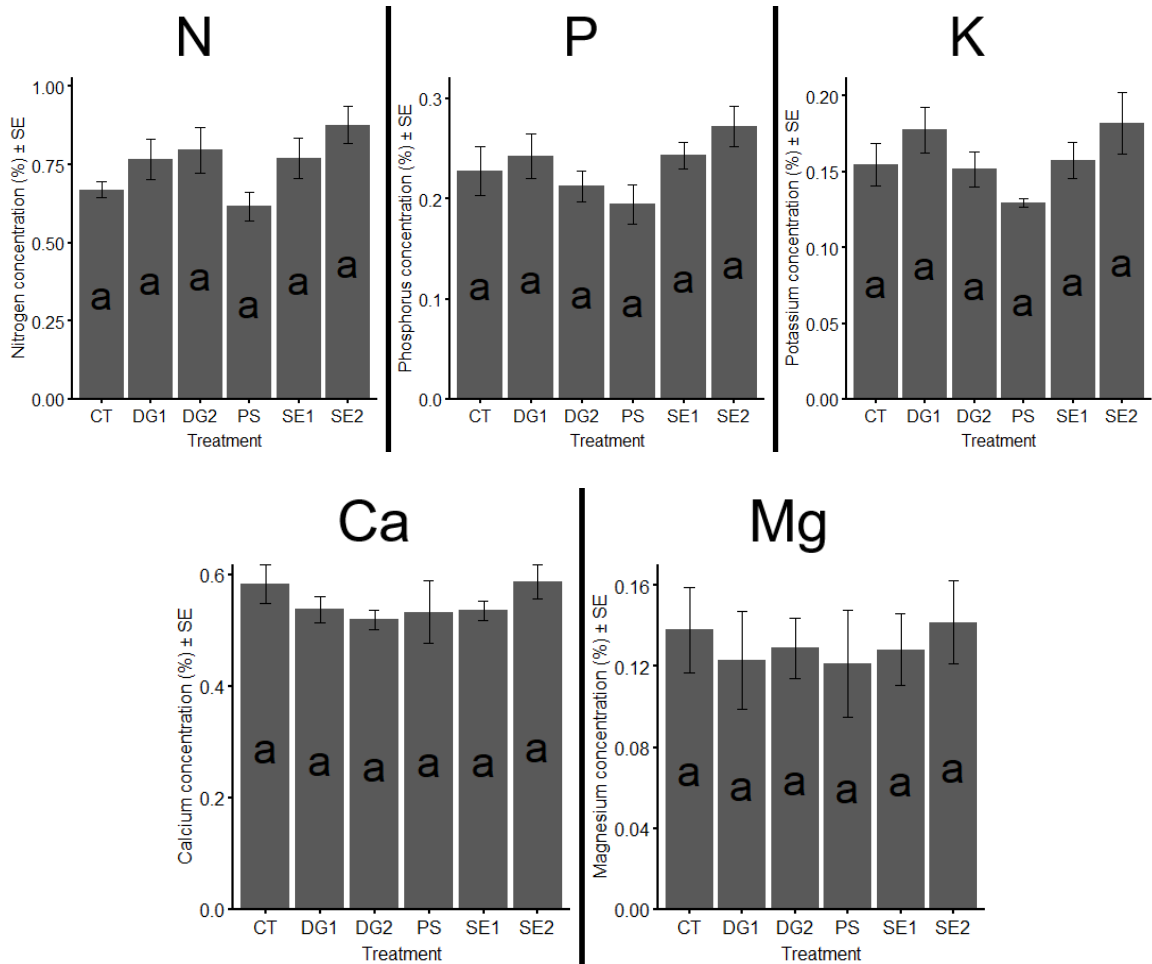 N
P
K
Nitrogen concentration (%) ± SE
1.00
0.75
0.50
0.25
0.00
a a a a a a
CT DG1 DG2 PS SE1 SE2
Treatment
Phosphorus concentration (%) ± SE
0.3
0.2
0.1
0.0
a a a a a a
CT DG1 DG2 PS SE1 SE2
Treatment
Potassium concentration (%) ± SE
0.20
0.15
0.10
0.05
0.00
a a a a a a
CT DG1 DG2 PS SE1 SE2
Treatment
Ca
Mg
Calcium concentration (%) ± SE
0.6
0.4
0.2
0.0
a a a a a a
CT DG1 DG2 PS SE1 SE2
Treatment
Magnesium concentration (%) ± SE
0.16
0.12
0.08
0.04
0.00
a a a a a a
CT DG1 DG2 PS SE1 SE2
Treatment